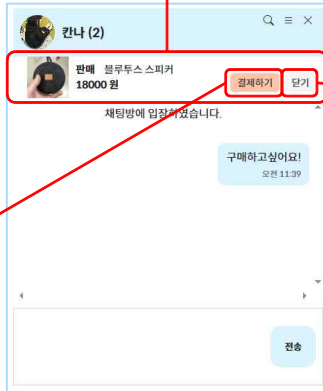 칸나 (2)
판매 블루투스 스피커
18000 원
결제하기 닫기
채팅방에 입장하였습니다.
구매하고싶어요!
오전 11:39
전송